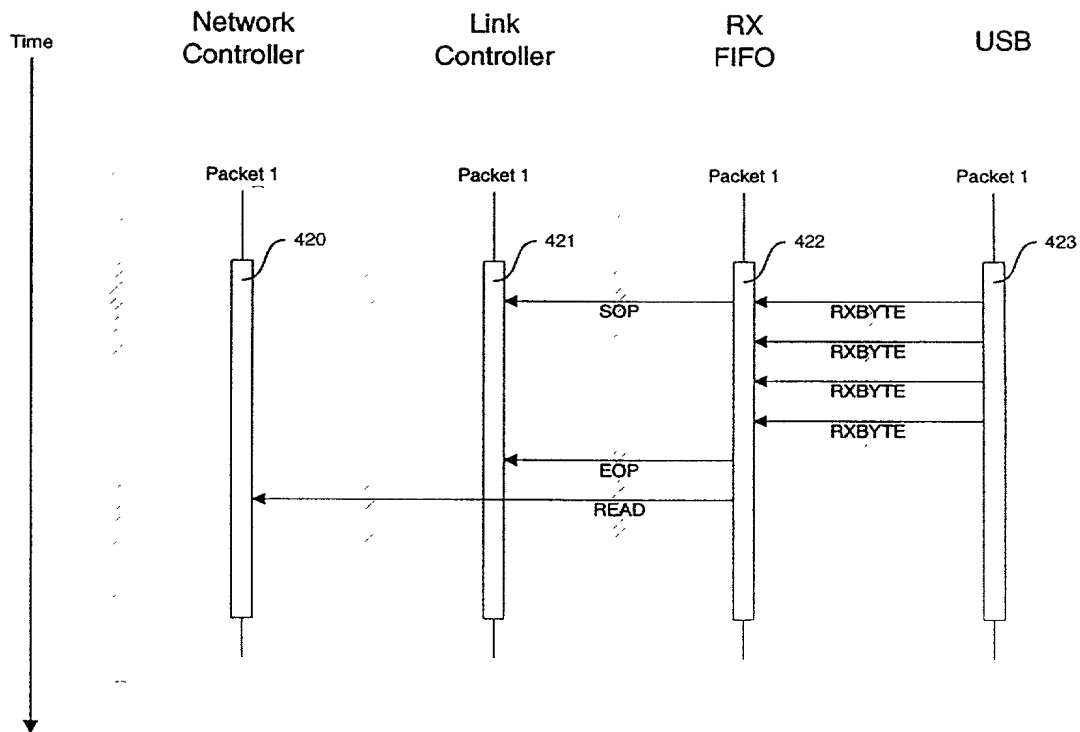 Time
Network
Controller
Link
Controller
RX
FIFO
USB
Packet 1
Packet 1
Packet 1
Packet 1
420
421
422
423
SOP
RXBYTE
RXBYTE
RXBYTE
RXBYTE
EOP
READ